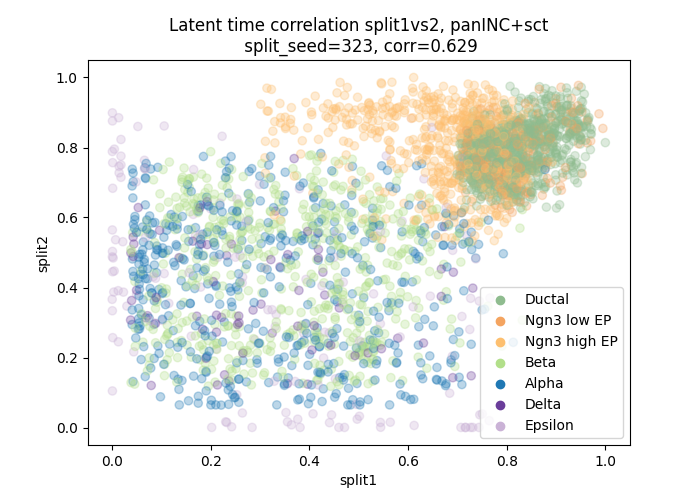 Latent time correlation split1vs2, panINC+sct
split_seed=323, corr=0.629
1.0
0.8
0.6
0.4
0.2
0.0
split2
Ductal
Ngn3 low EP
Ngn3 high EP
Beta
Alpha
Delta
Epsilon
0.0 0.2 0.4 0.6 0.8 1.0
split1